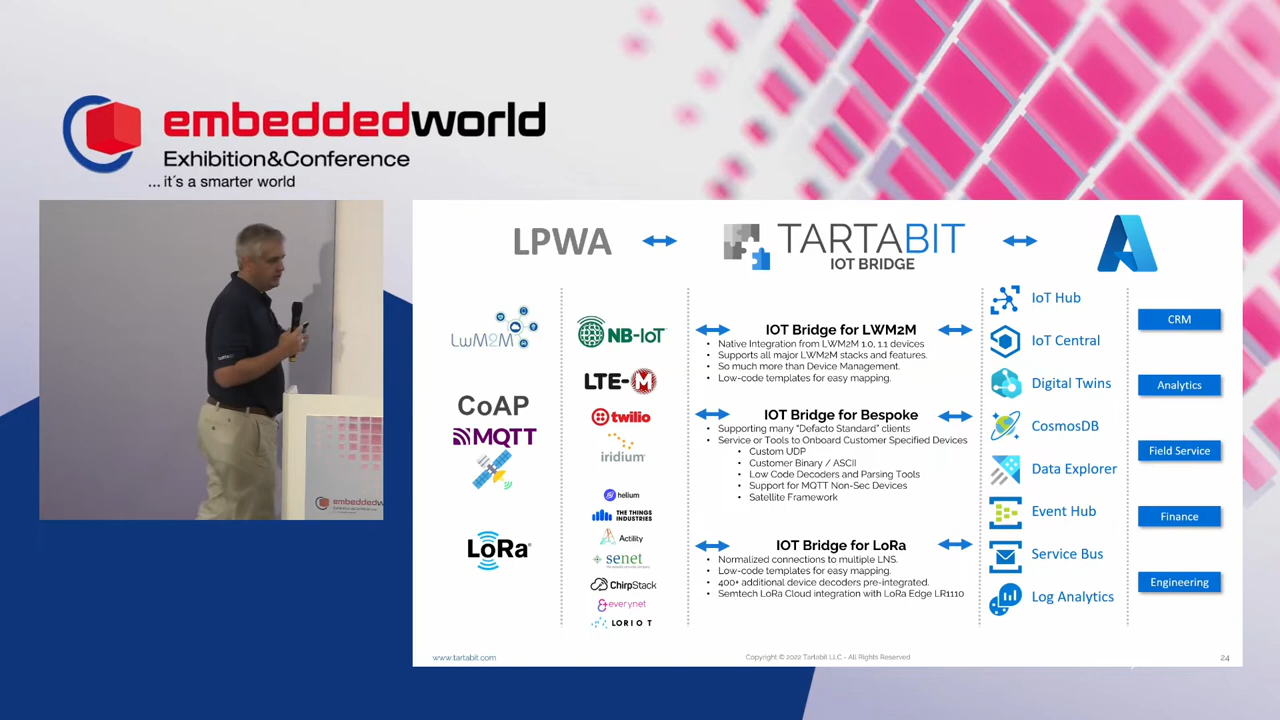 embeddedworld
Exhibition&Conference
...it's a smarter world
LPWA
TARTABIT
IOT BRIDGE
LWM2M
CoAP
MQTT
LoRa
NB-IoT
LTE-M
twilio
iridium
helium
THE THINGS
INDUSTRIES
Actility
senet
ChirpStack
everynet
LORIOT
IOT Bridge for LWM2M
• Native Integration from LWM2M 1.0, 1.1 devices
• Supports all major LWM2M stacks and features.
• So much more than Device Management.
• Low-code templates for easy mapping.
IOT Bridge for Bespoke
• Supporting many "Defacto Standard" clients
• Service or Tools to Onboard Customer Specified Devices
• Custom UDP
• Customer Binary / ASCII
• Low Code Decoders and Parsing Tools
• Support for MQTT Non-Sec Devices
• Satellite Framework
IOT Bridge for LoRa
• Normalized connections to multiple LNS.
• Low-code templates for easy mapping.
• 400+ additional device decoders pre-integrated.
• Semtech LoRa Cloud integration with LoRa Edge LR1110
IoT Hub
IoT Central
Digital Twins
CosmosDB
Data Explorer
Event Hub
Service Bus
Log Analytics
CRM
Analytics
Field Service
Finance
Engineering
www.tartabit.com
Copyright © 2022 Tartabit LLC - All Rights Reserved
24